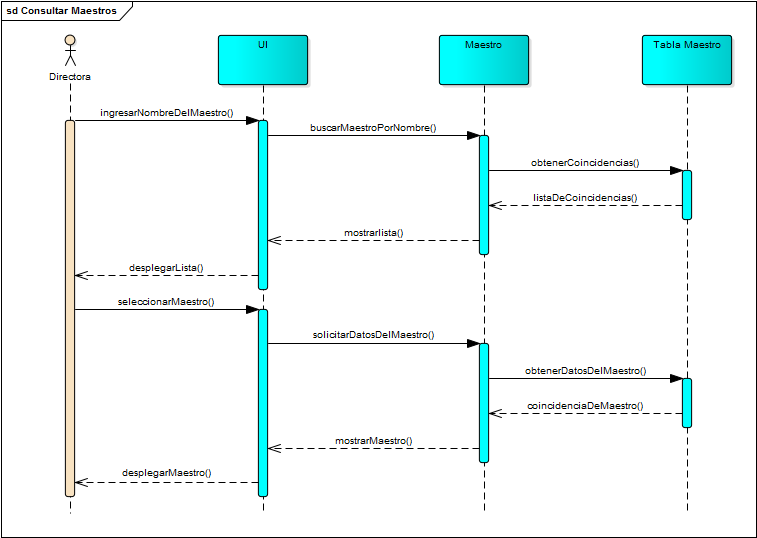 sd Consultar Maestros
UI
Maestro
Tabla Maestro
Directora
ingresarNombreDelMaestro()
buscarMaestroPorNombre()
obtenerCoincidencias()
listaDeCoincidencias()
mostrarlista()
desplegarLista()
seleccionarMaestro()
solicitarDatosDelMaestro()
obtenerDatosDelMaestro()
coincidenciaDeMaestro()
mostrarMaestro()
desplegarMaestro()